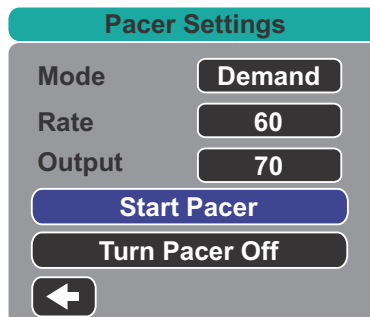 Pacer Settings
Mode Demand
Rate 60
Output 70
Start Pacer
Turn Pacer Off